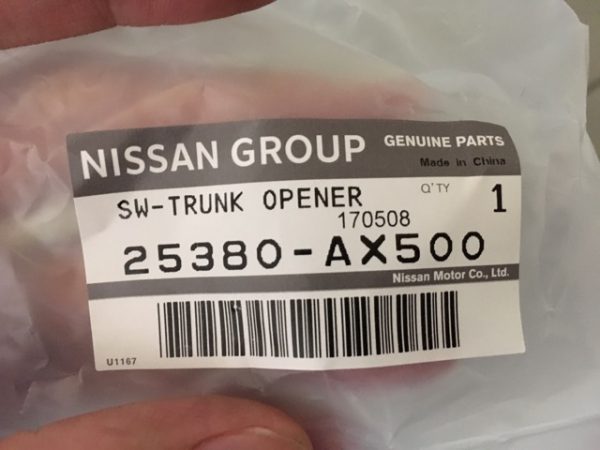 NISSAN GROUP GENUINE PARTS
Made in China
SW-TRUNK OPENER Q'TY 1
170508
25380-AX500
Nissan Motor Co., Ltd.
U1167